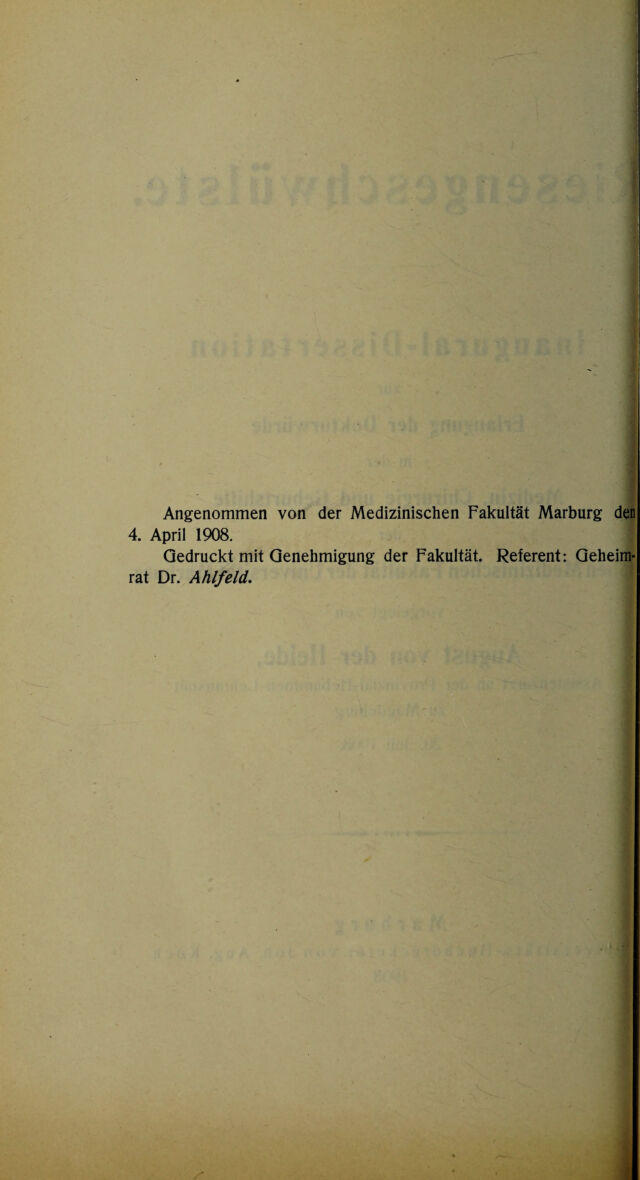 Angenommen von der Medizinischen Fakultät Marburg den
4. April 1908.
Gedruckt mit Genehmigung der Fakultät. Referent: Geheim-
rat Dr. Ahlfeld.